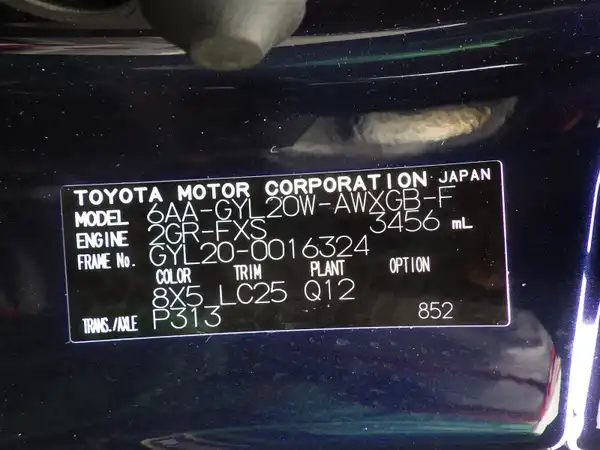 TOYOTA MOTOR CORPORATION JAPAN
MODEL 6AA-GYL20W-AWXGB-F
ENGINE 2GR-FXS 3456 mL
FRAME No. GYL20-0016324
COLOR TRIM PLANT OPTION
8X5 LC25 Q12
TRANS./AXLE P313 852